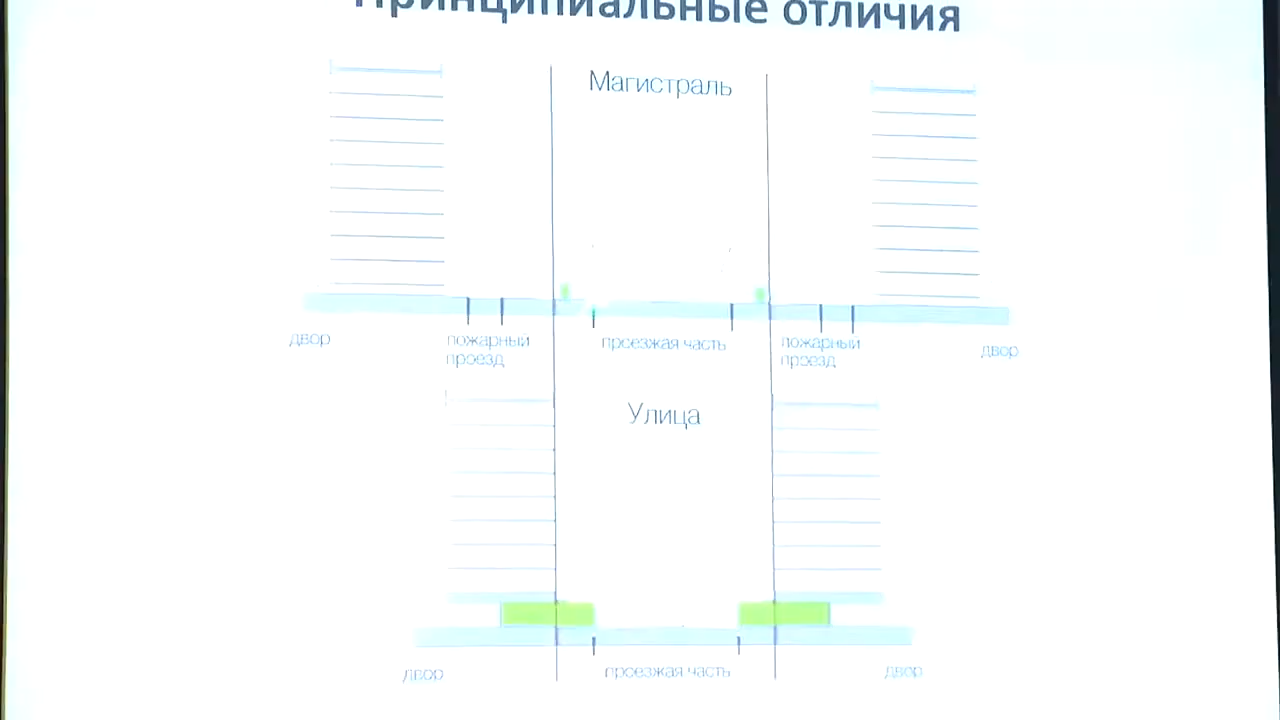 Принципиальные отличия
Магистраль
двор
пожарный
проезд
проезжая часть
пожарный
проезд
двор
Улица
двор
проезжая часть
двор